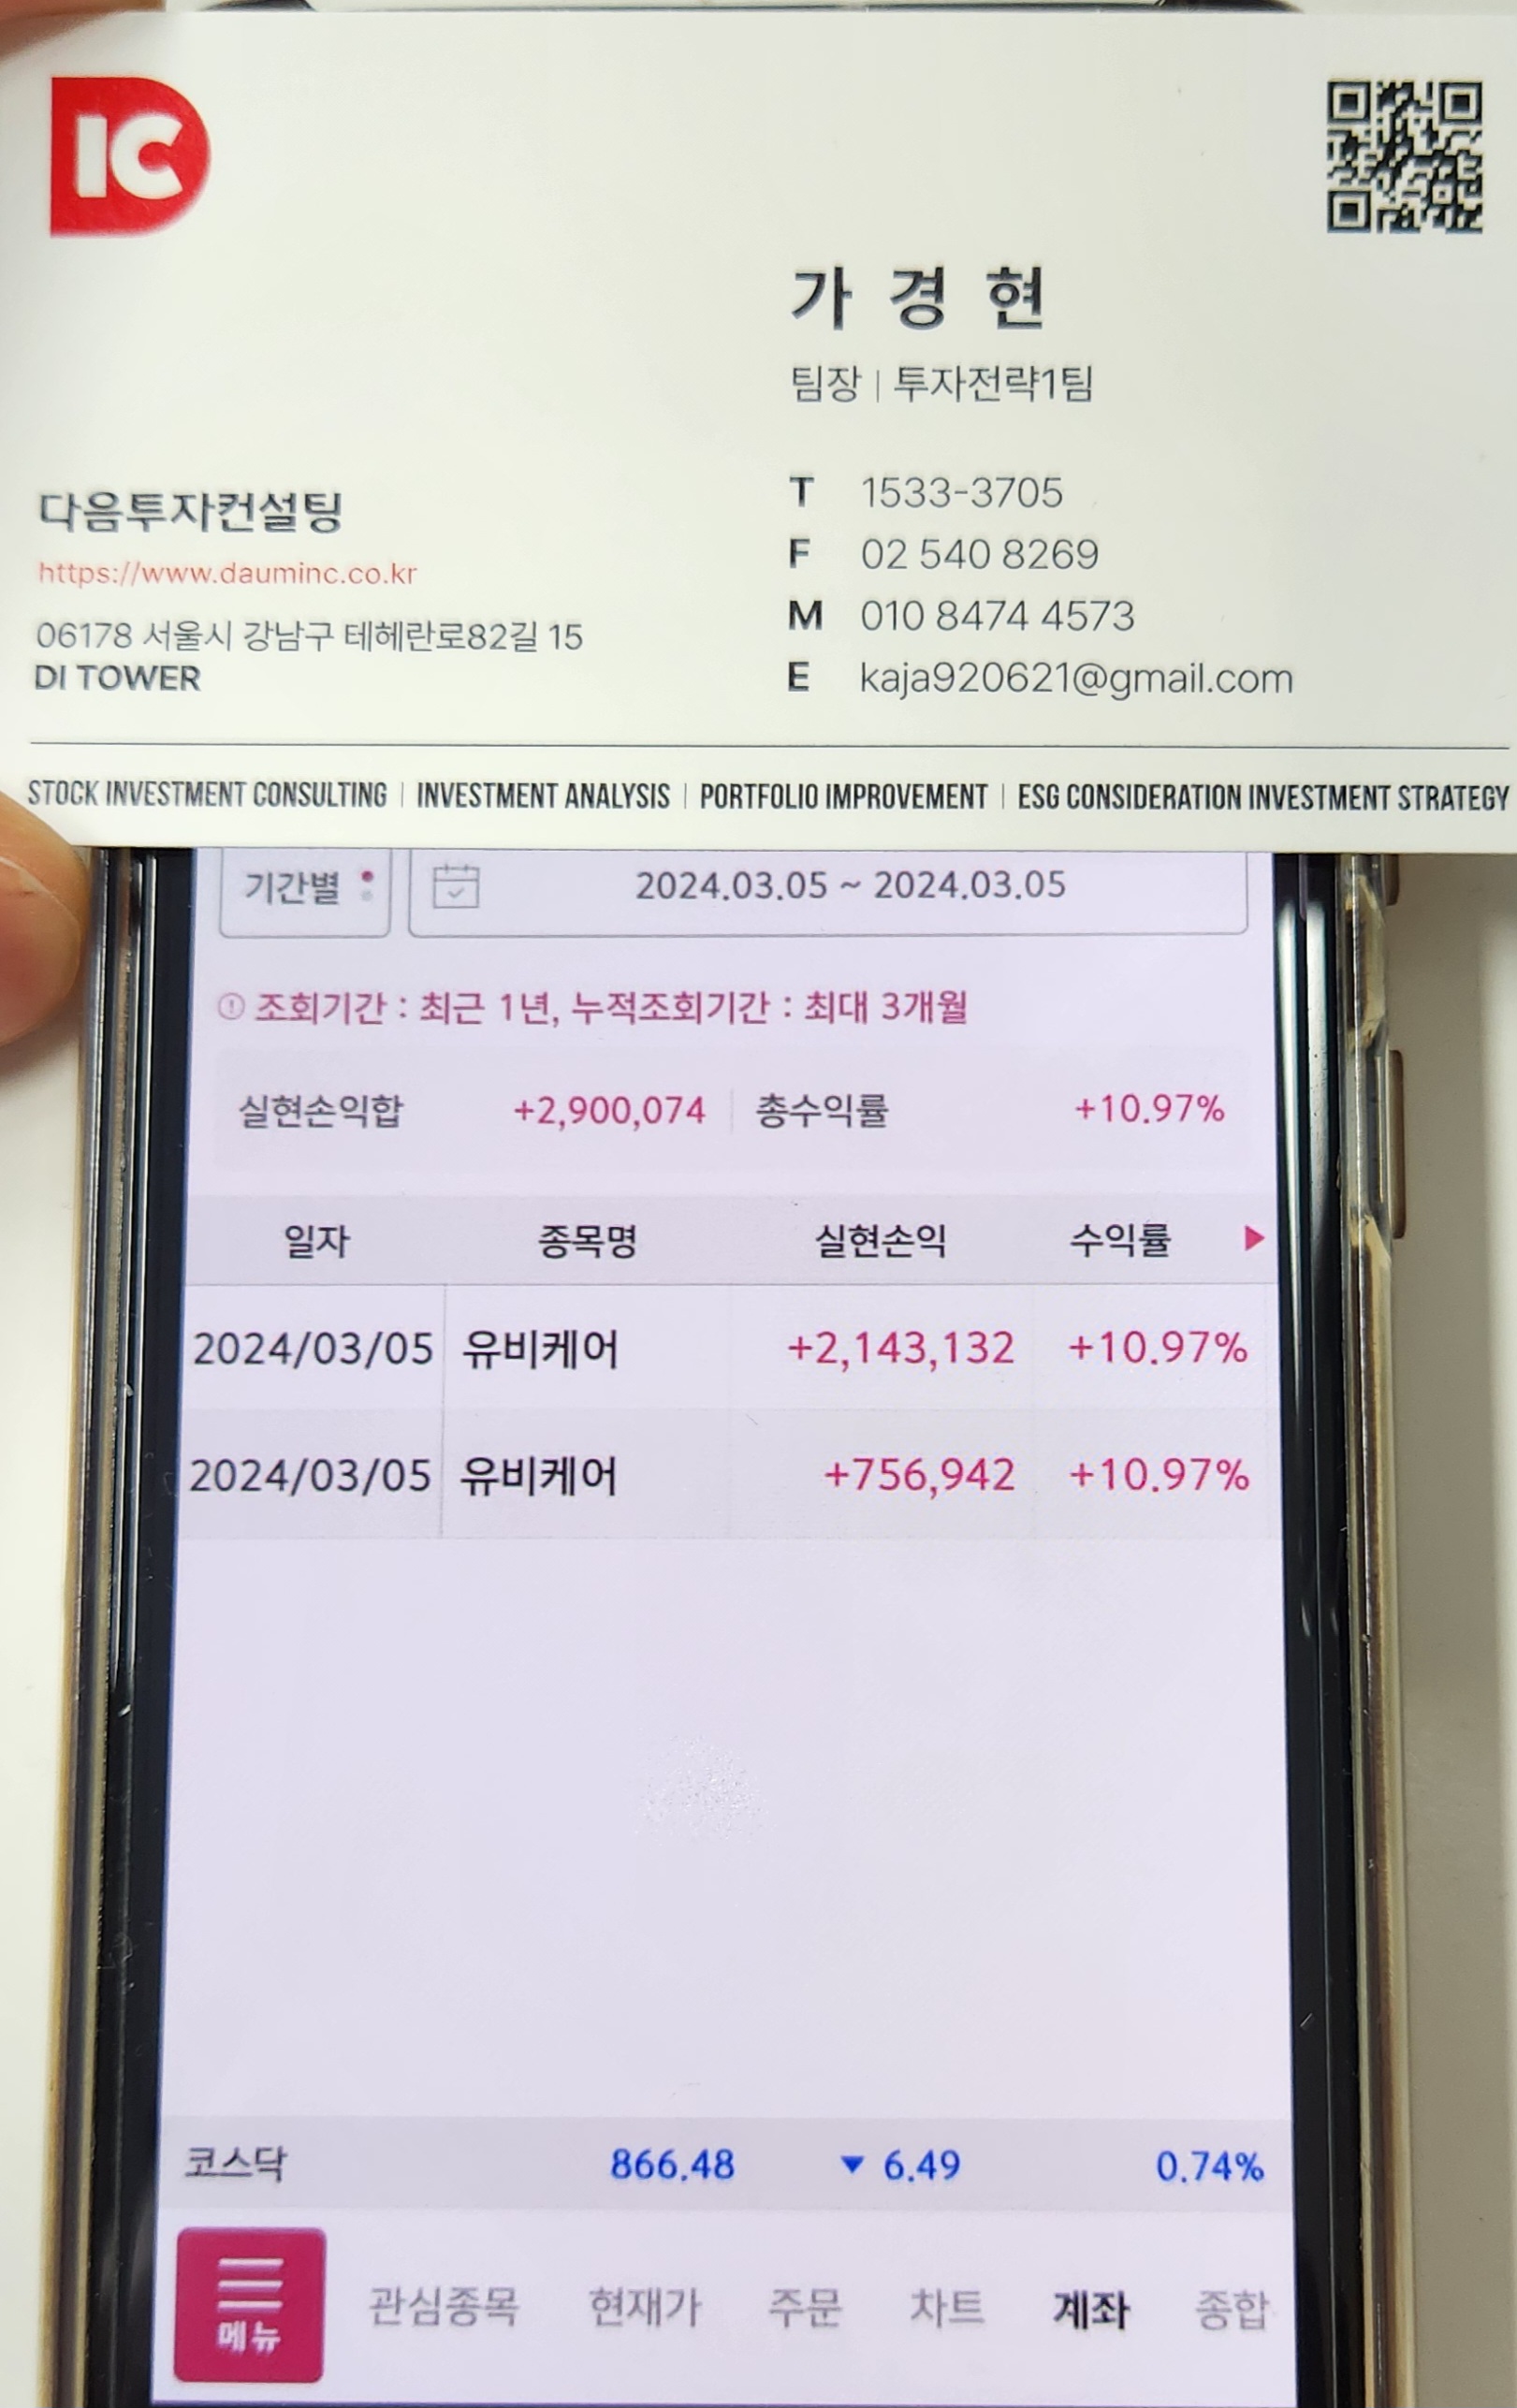 IC
가경현
팀장 | 투자전략1팀
T 1533-3705
F 02 540 8269
M 010 8474 4573
E kaja920621@gmail.com
다음투자컨설팅
https://www.dauminc.co.kr
06178 서울시 강남구 테헤란로82길 15
DI TOWER
STOCK INVESTMENT CONSULTING | INVESTMENT ANALYSIS | PORTFOLIO IMPROVEMENT | ESG CONSIDERATION INVESTMENT STRATEGY
기간별 2024.03.05 ~ 2024.03.05
조회기간 : 최근 1년, 누적조회기간 : 최대 3개월
실현손익합 +2,900,074 총수익률 +10.97%
일자 종목명 실현손익 수익률
2024/03/05 유비케어 +2,143,132 +10.97%
2024/03/05 유비케어 +756,942 +10.97%
코스닥 866.48 ▼ 6.49 0.74%
메뉴 관심종목 현재가 주문 차트 계좌 종합